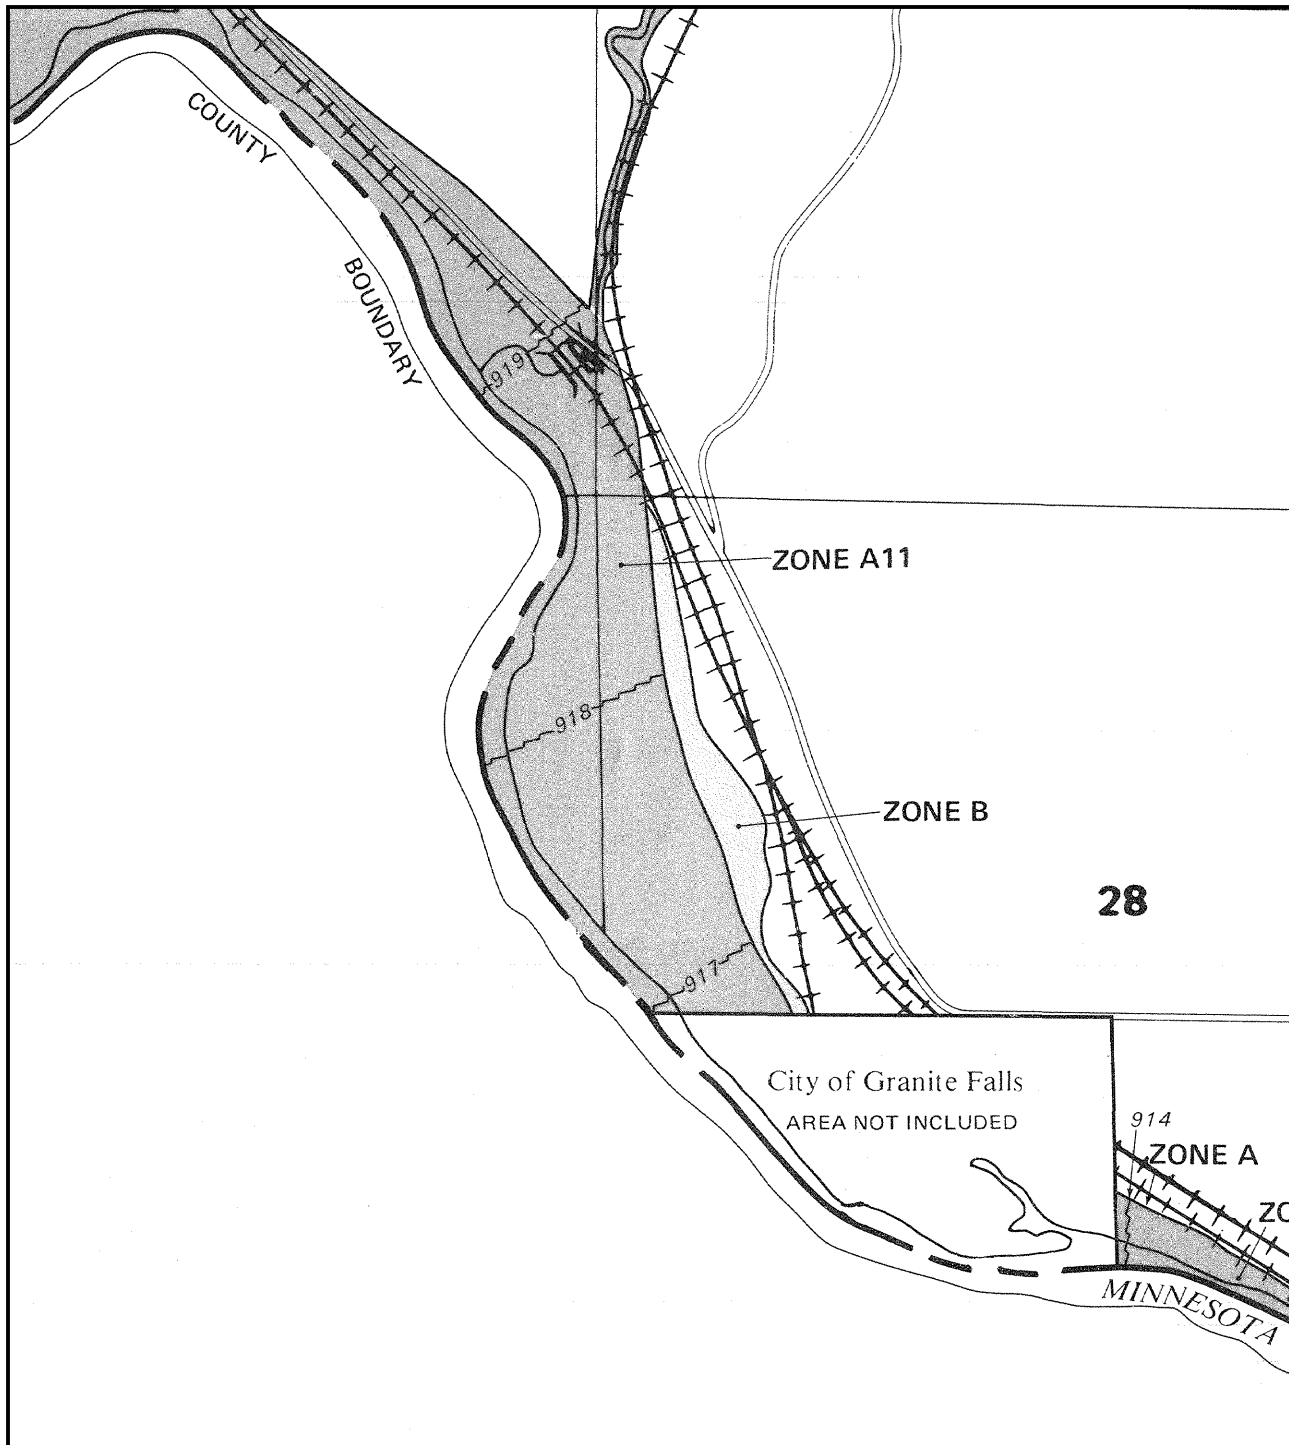 COUNTY
BOUNDARY
919
ZONE A11
918
ZONE B
28
917
City of Granite Falls
AREA NOT INCLUDED
914
ZONE A
ZO
MINNESOTA